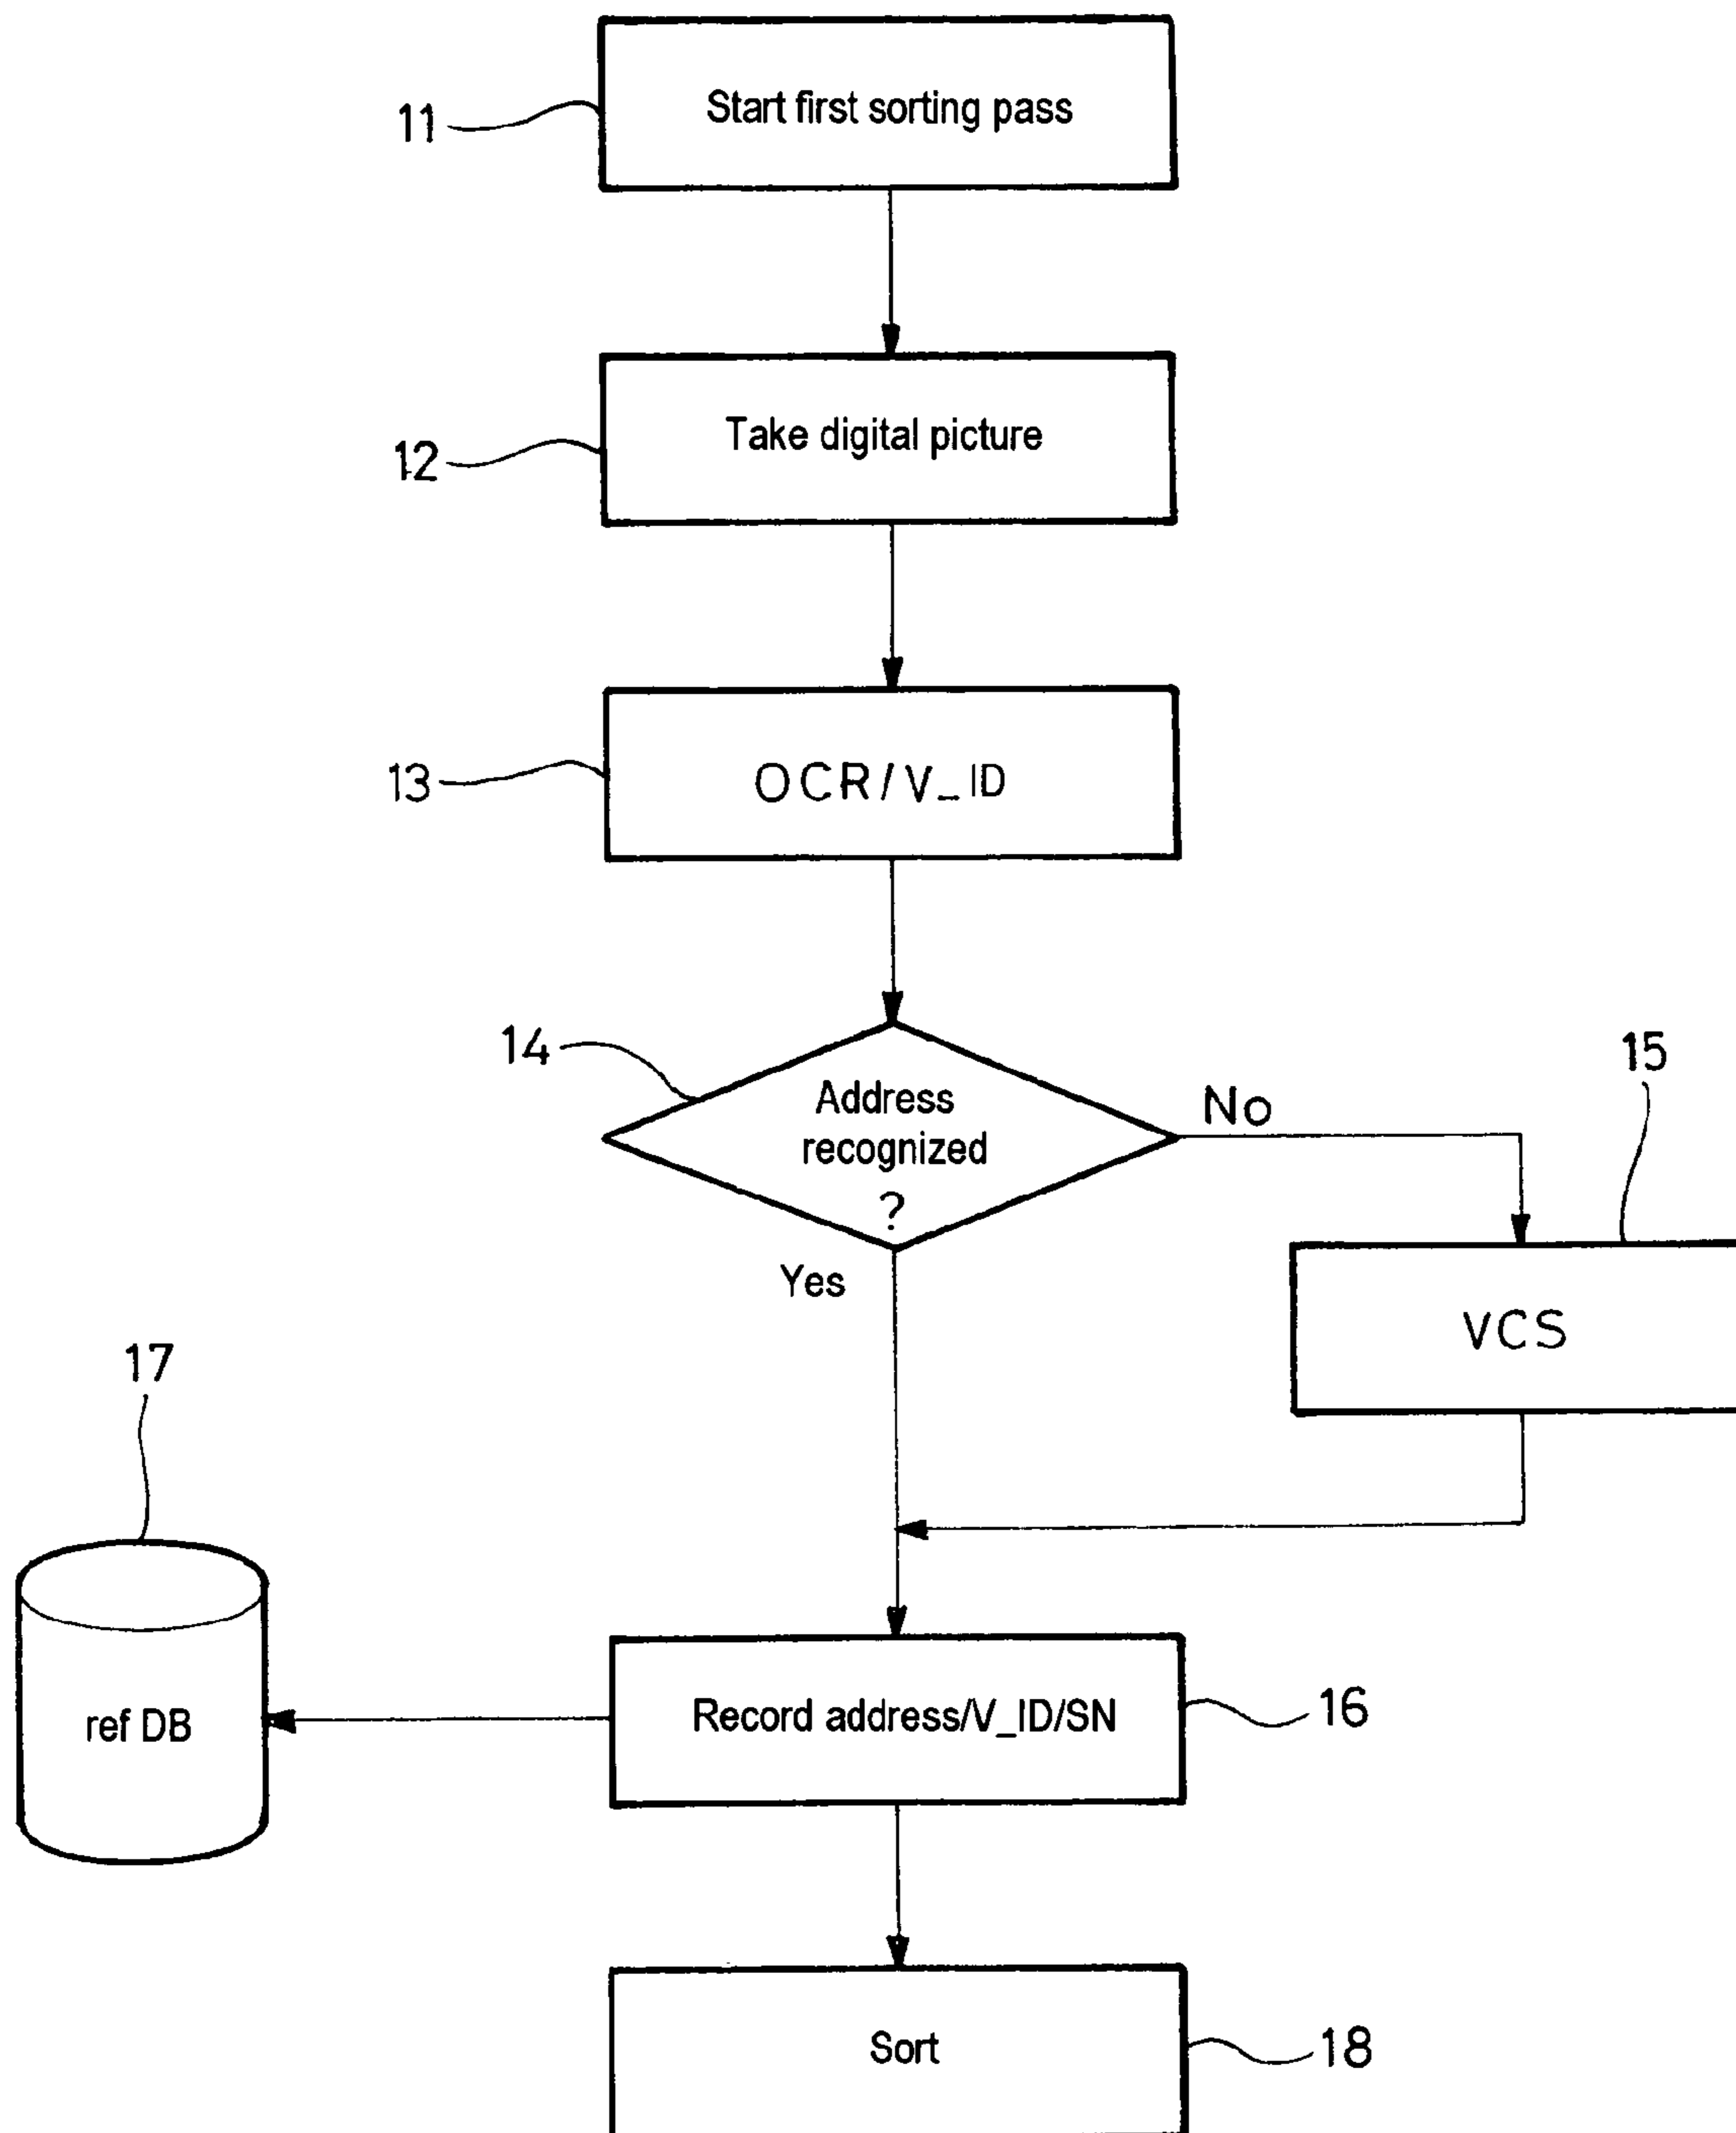 Start first sorting pass
11
Take digital picture
12
OCR/V_ID
13
14
Address
recognized
?
No
15
Yes
VCS
17
ref DB
Record address/V_ID/SN
16
Sort
18